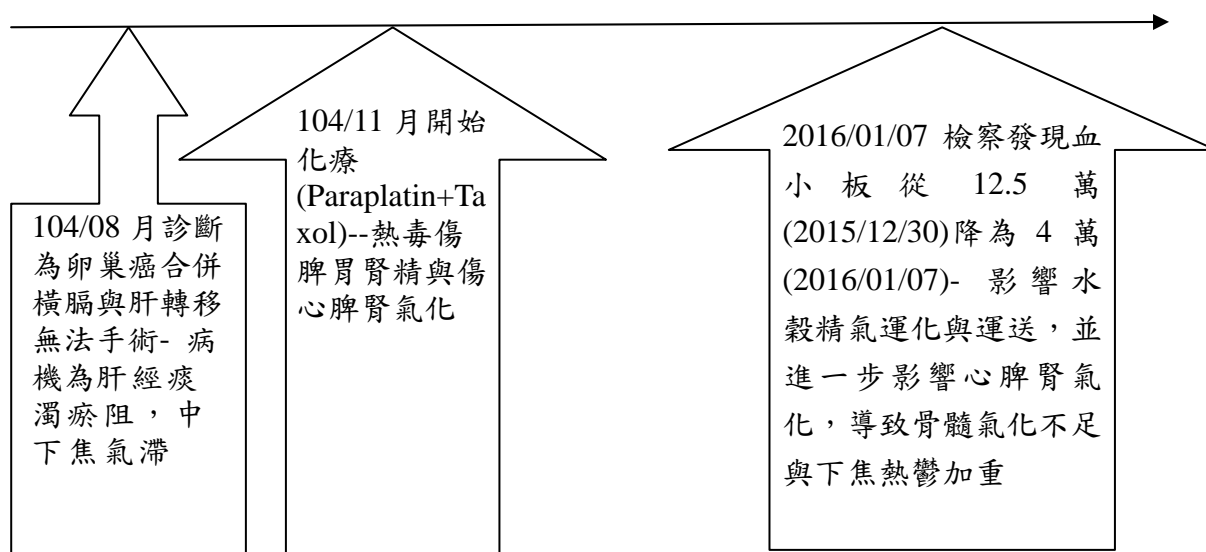 104/08 月診斷
為卵巢癌合併
橫膈與肝轉移
無法手術- 病
機為肝經痰
濁瘀阻，中
下焦氣滯
104/11 月開始
化療
(Paraplatin+Ta
xol)--熱毒傷
脾胃腎精與傷
心脾腎氣化
2016/01/07 檢察發現血
小板從 12.5 萬
(2015/12/30)降為 4 萬
(2016/01/07)- 影響水
穀精氣運化與運送，並
進一步影響心脾腎氣
化，導致骨髓氣化不足
與下焦熱鬱加重